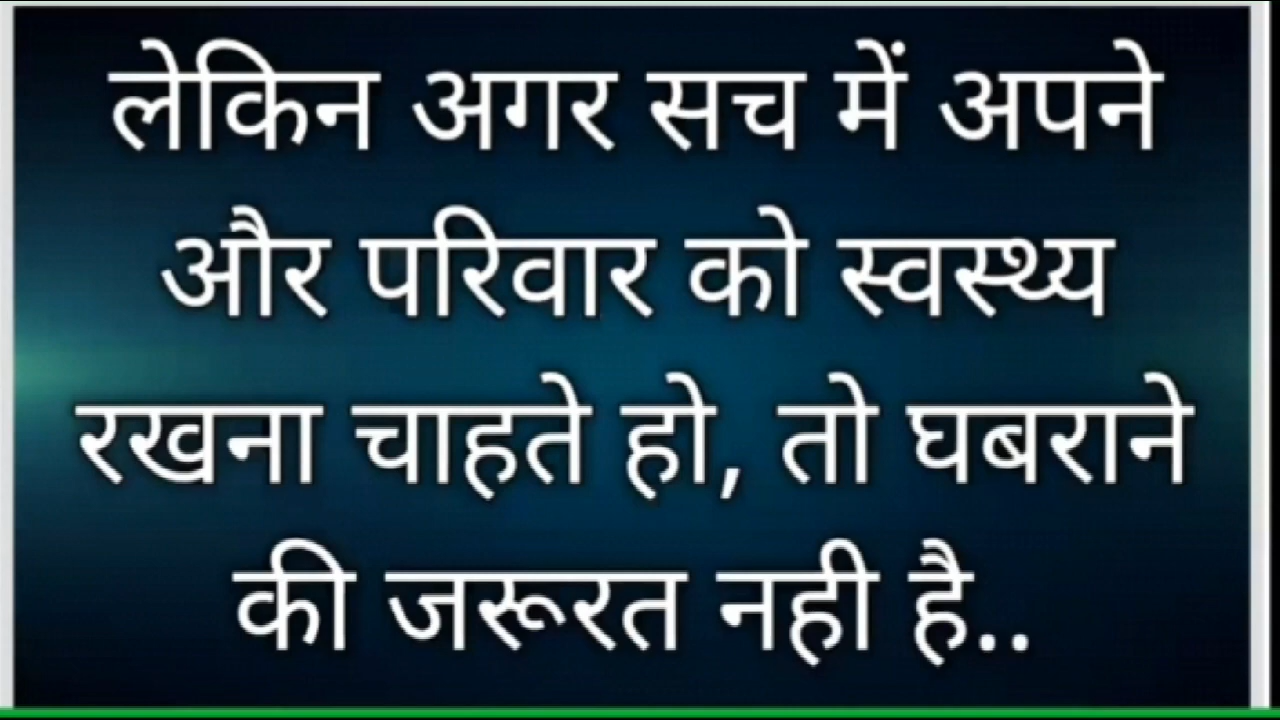 लेकिन अगर सच में अपने
और परिवार को स्वस्थ्य
रखना चाहते हो, तो घबराने
की जरूरत नही है..